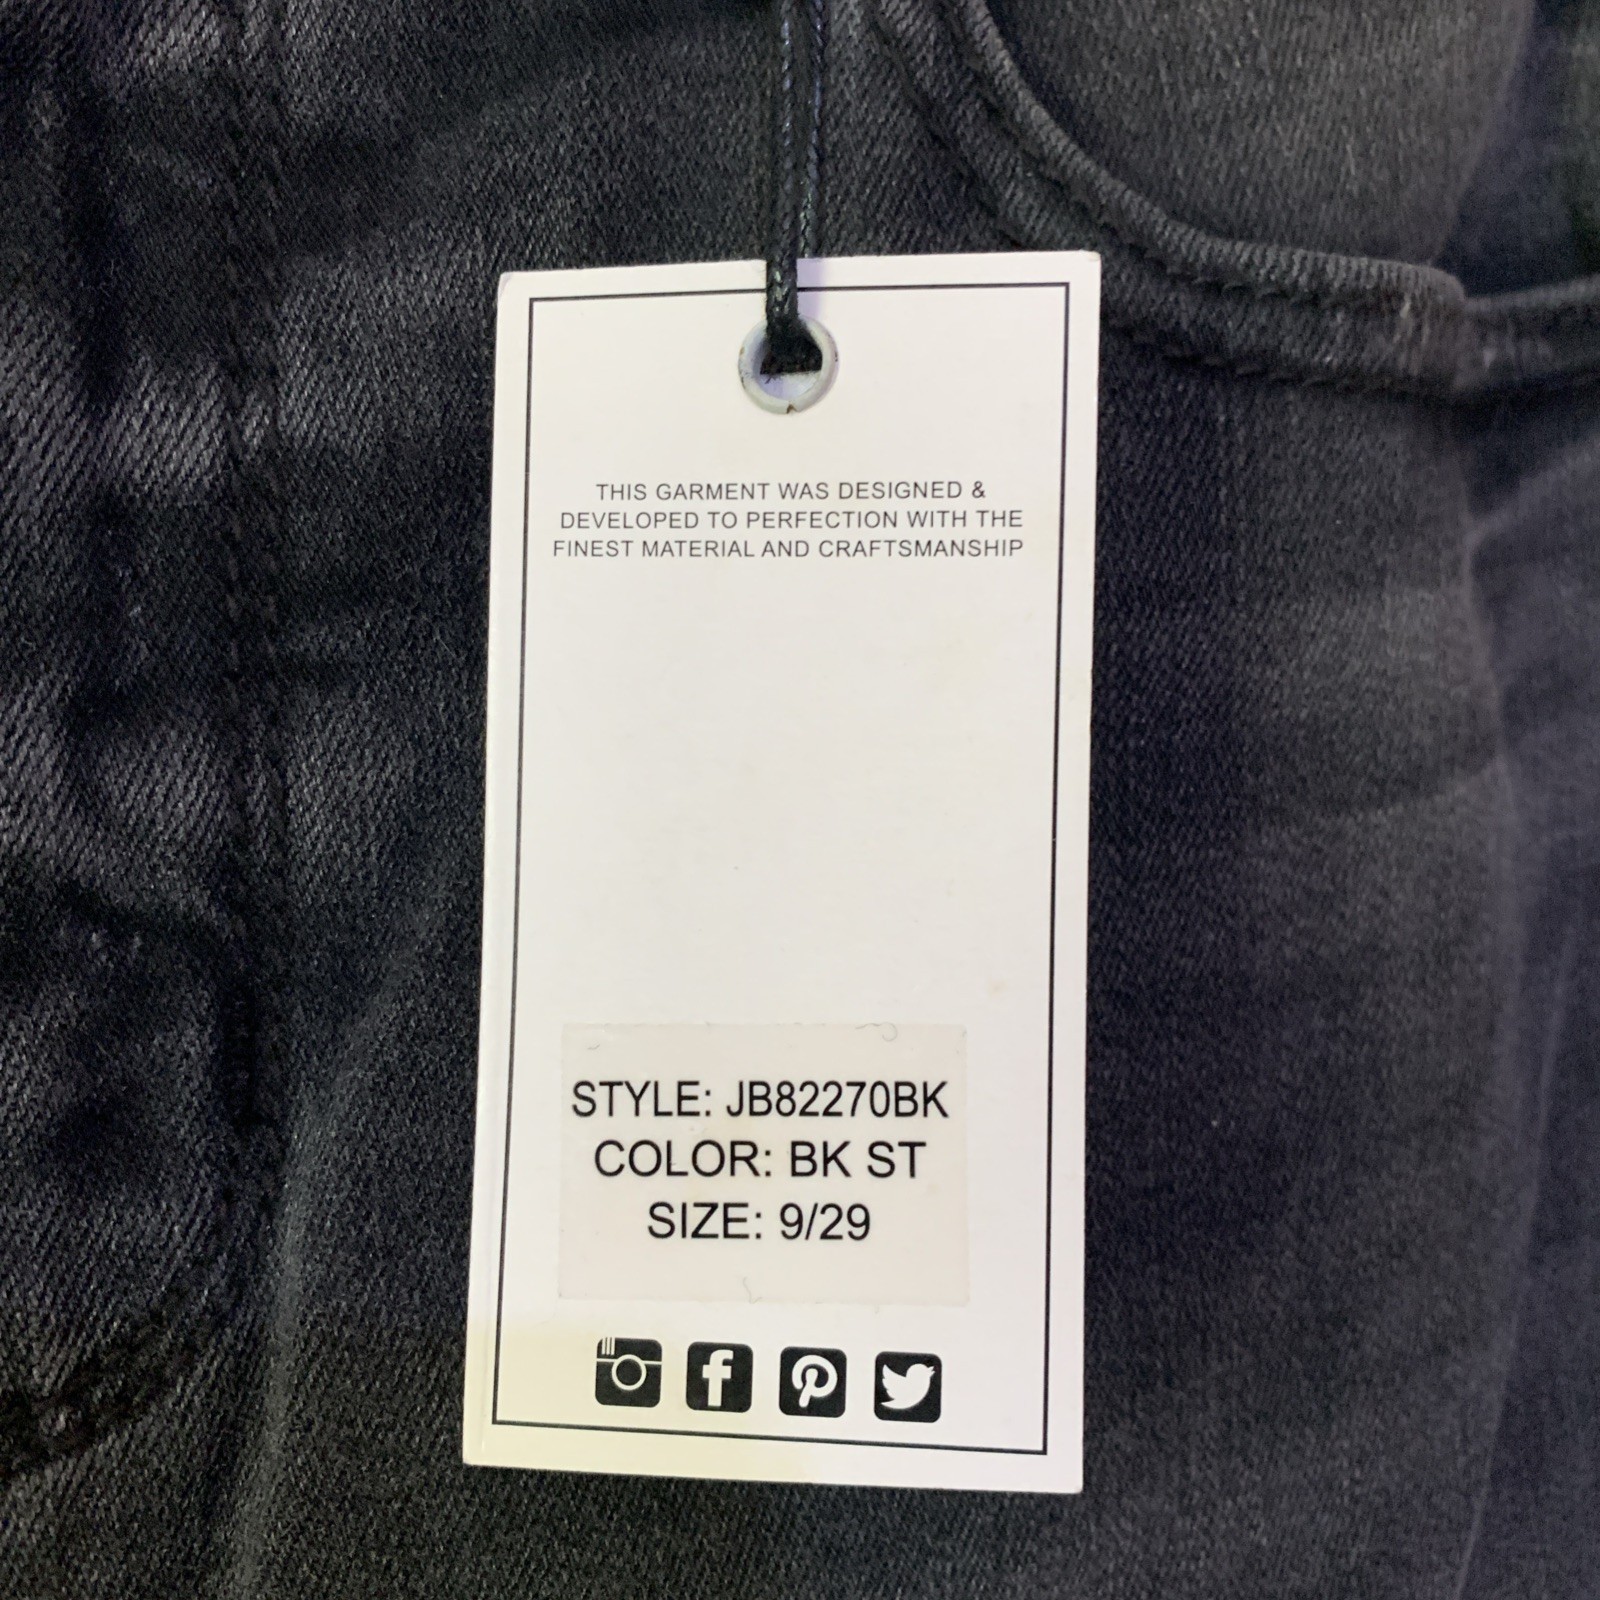 THIS GARMENT WAS DESIGNED &
DEVELOPED TO PERFECTION WITH THE
FINEST MATERIAL AND CRAFTSMANSHIP
STYLE: JB82270BK
COLOR: BK ST
SIZE: 9/29